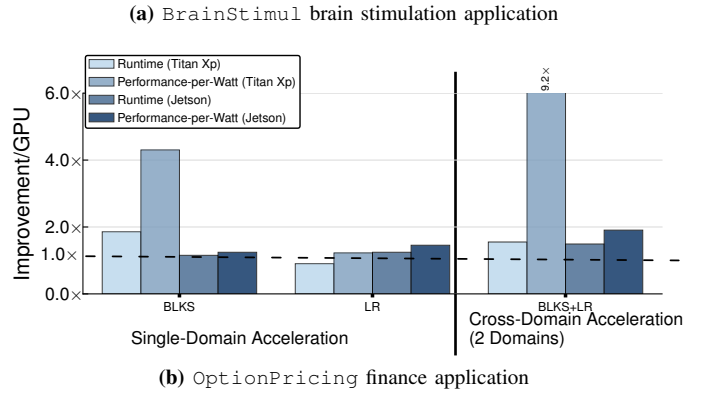 (a) BrainStimul brain stimulation application
Runtime (Titan Xp)
Performance-per-Watt (Titan Xp)
Runtime (Jetson)
Performance-per-Watt (Jetson)
9.2×
Improvement/GPU
6.0×
4.0×
2.0×
1.0×
0.0×
BLKS
LR
BLKS+LR
Single-Domain Acceleration
Cross-Domain Acceleration
(2 Domains)
(b) OptionPricing finance application